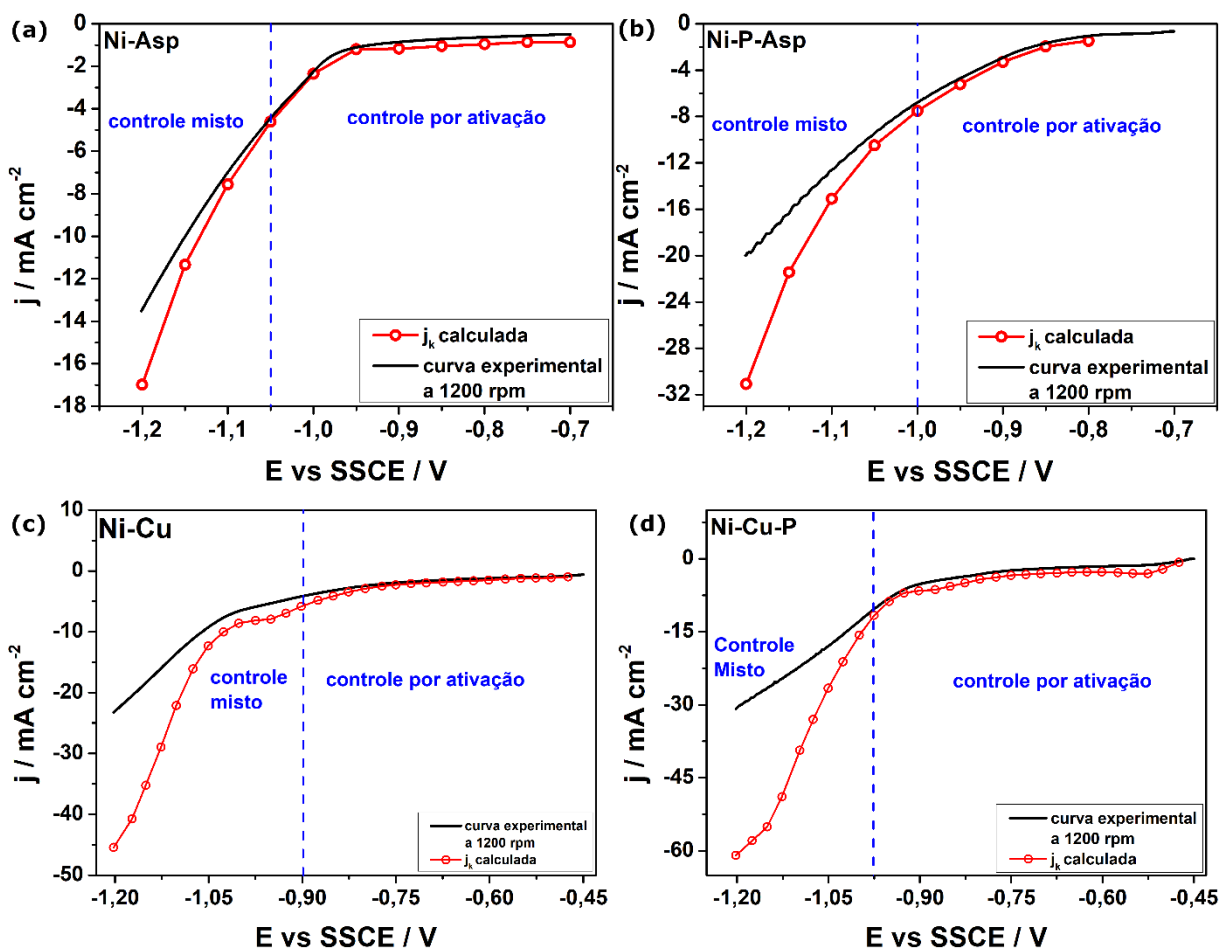 (a)
Ni-Asp
controle misto
controle por ativação
j / mA cm-2
0
-2
-4
-6
-8
-10
-12
-14
-16
-18
jk calculada
curva experimental
a 1200 rpm
-1,2
-1,1
-1,0
-0,9
-0,8
-0,7
E vs SSCE / V
(b)
Ni-P-Asp
controle misto
controle por ativação
j / mA cm-2
0
-4
-8
-12
-16
-20
-24
-28
-32
jk calculada
curva experimental
a 1200 rpm
-1,2
-1,1
-1,0
-0,9
-0,8
-0,7
E vs SSCE / V
(c)
Ni-Cu
controle
misto
controle por ativação
j / mA cm-2
10
0
-10
-20
-30
-40
-50
curva experimental
a 1200 rpm
jk calculada
-1,20
-1,05
-0,90
-0,75
-0,60
-0,45
E vs SSCE / V
(d)
Ni-Cu-P
Controle
Misto
controle por ativação
j / mA cm-2
0
-15
-30
-45
-60
curva experimental
a 1200 rpm
jk calculada
-1,20
-1,05
-0,90
-0,75
-0,60
-0,45
E vs SSCE / V